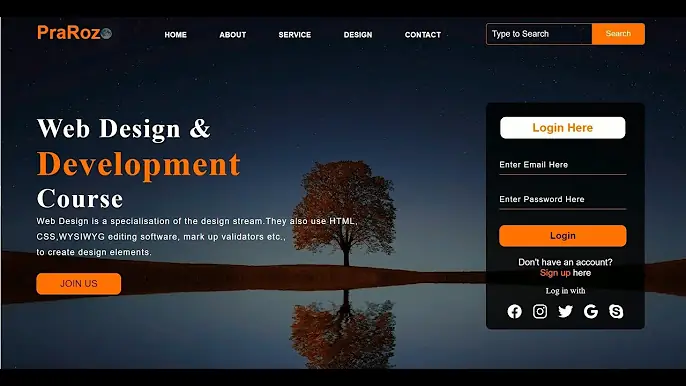 PraRoz
HOME ABOUT SERVICE DESIGN CONTACT
Type to Search Search
Web Design &
Development
Course
Web Design is a specialisation of the design stream.They also use HTML,
CSS,WYSIWYG editing software, mark up validators etc.,
to create design elements.
JOIN US
Login Here
Enter Email Here
Enter Password Here
Login
Don't have an account?
Sign up here
Log in with